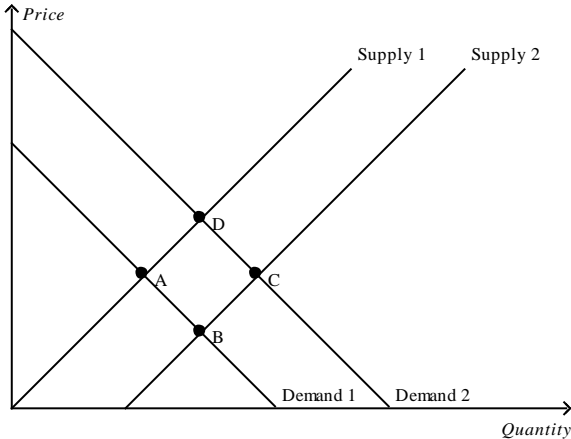 Price
Supply 1
Supply 2
D
A
C
B
Demand 1
Demand 2
Quantity